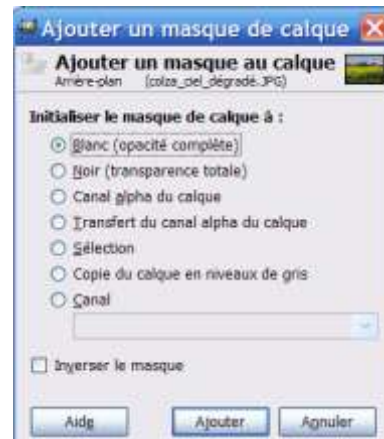 Ajouter un masque de calque
Ajouter un masque au calque
Arrière-plan (colza_ciel_dégradé.JPG)
Initialiser le masque de calque à :
Blanc (opacité complète)
Noir (transparence totale)
Canal alpha du calque
Transfert du canal alpha du calque
Sélection
Copie du calque en niveaux de gris
Canal
Inverser le masque
Aide Ajouter Annuler